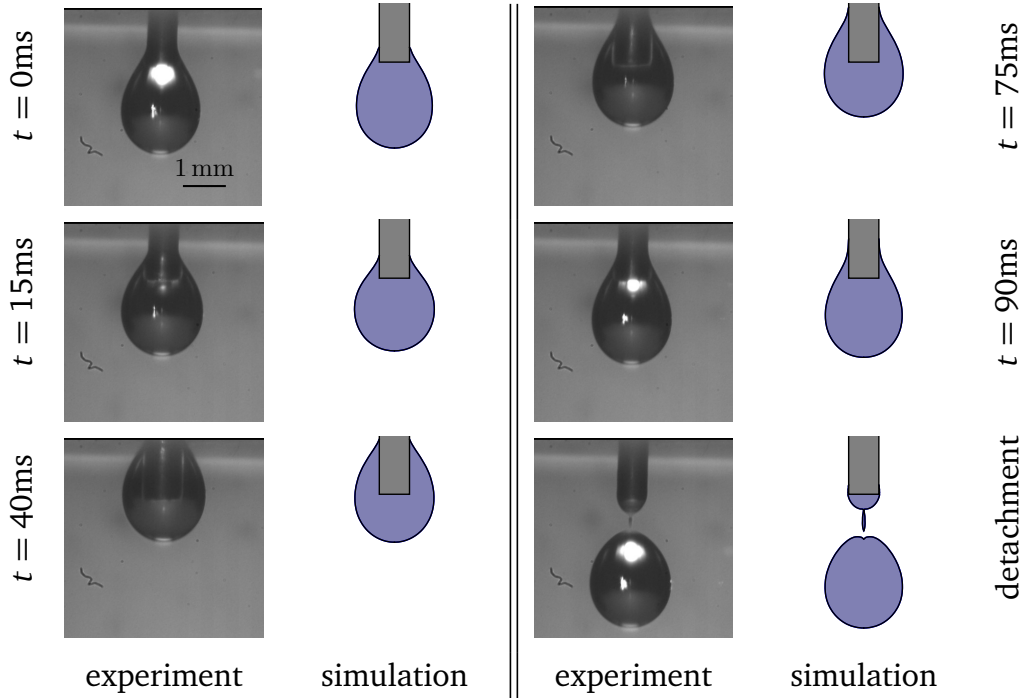 t = 0ms
1 mm
t = 15ms
t = 40ms
experiment simulation
t = 75ms
t = 90ms
detachment
experiment simulation